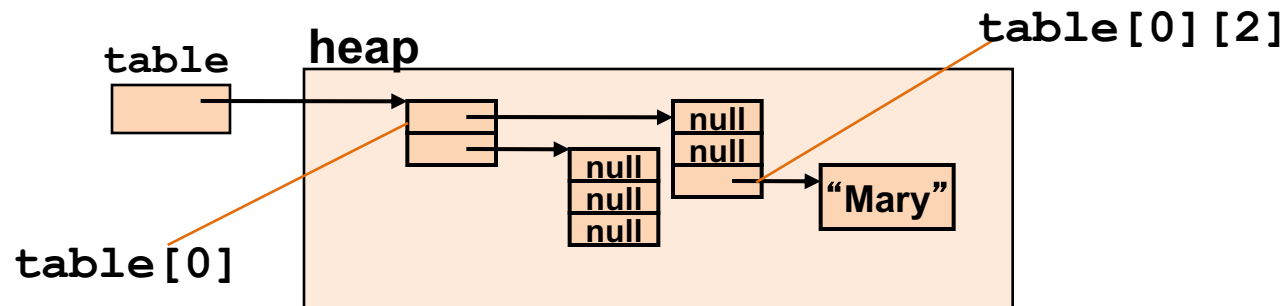 table[0][2]
heap
table
null
null
null
null
null
“Mary”
table[0]